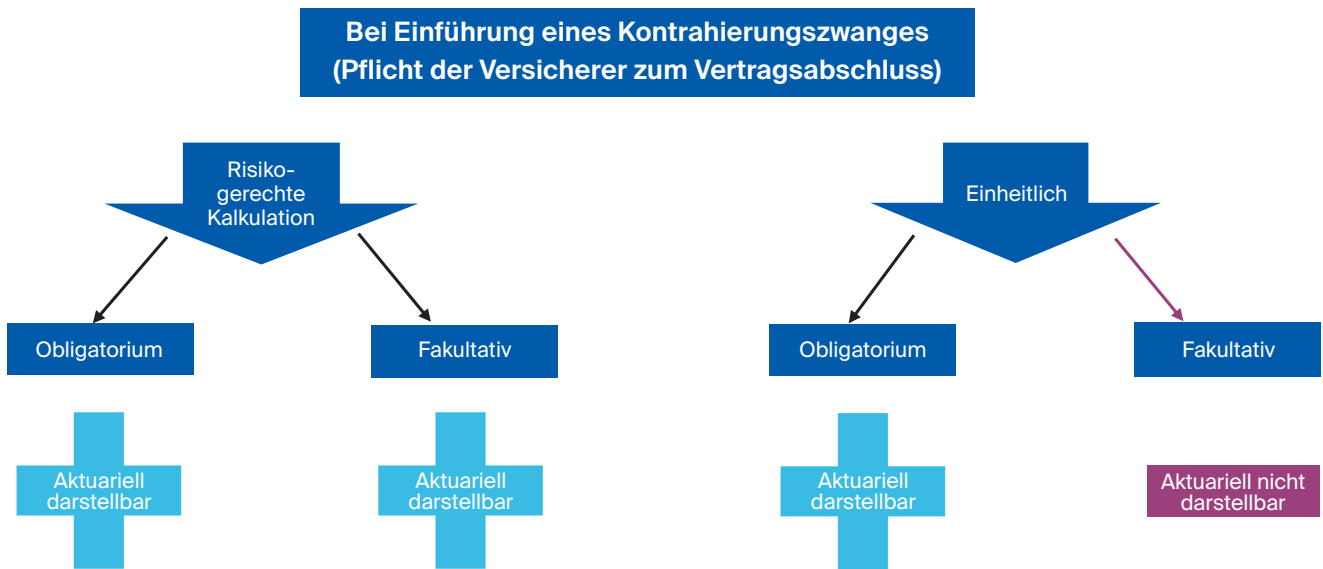 Bei Einführung eines Kontrahierungszwanges
(Pflicht der Versicherer zum Vertragsabschluss)
Risiko-
gerechte
Kalkulation
Einheitlich
Obligatorium
Fakultativ
Obligatorium
Fakultativ
Aktuariell
darstellbar
Aktuariell
darstellbar
Aktuariell
darstellbar
Aktuariell nicht
darstellbar